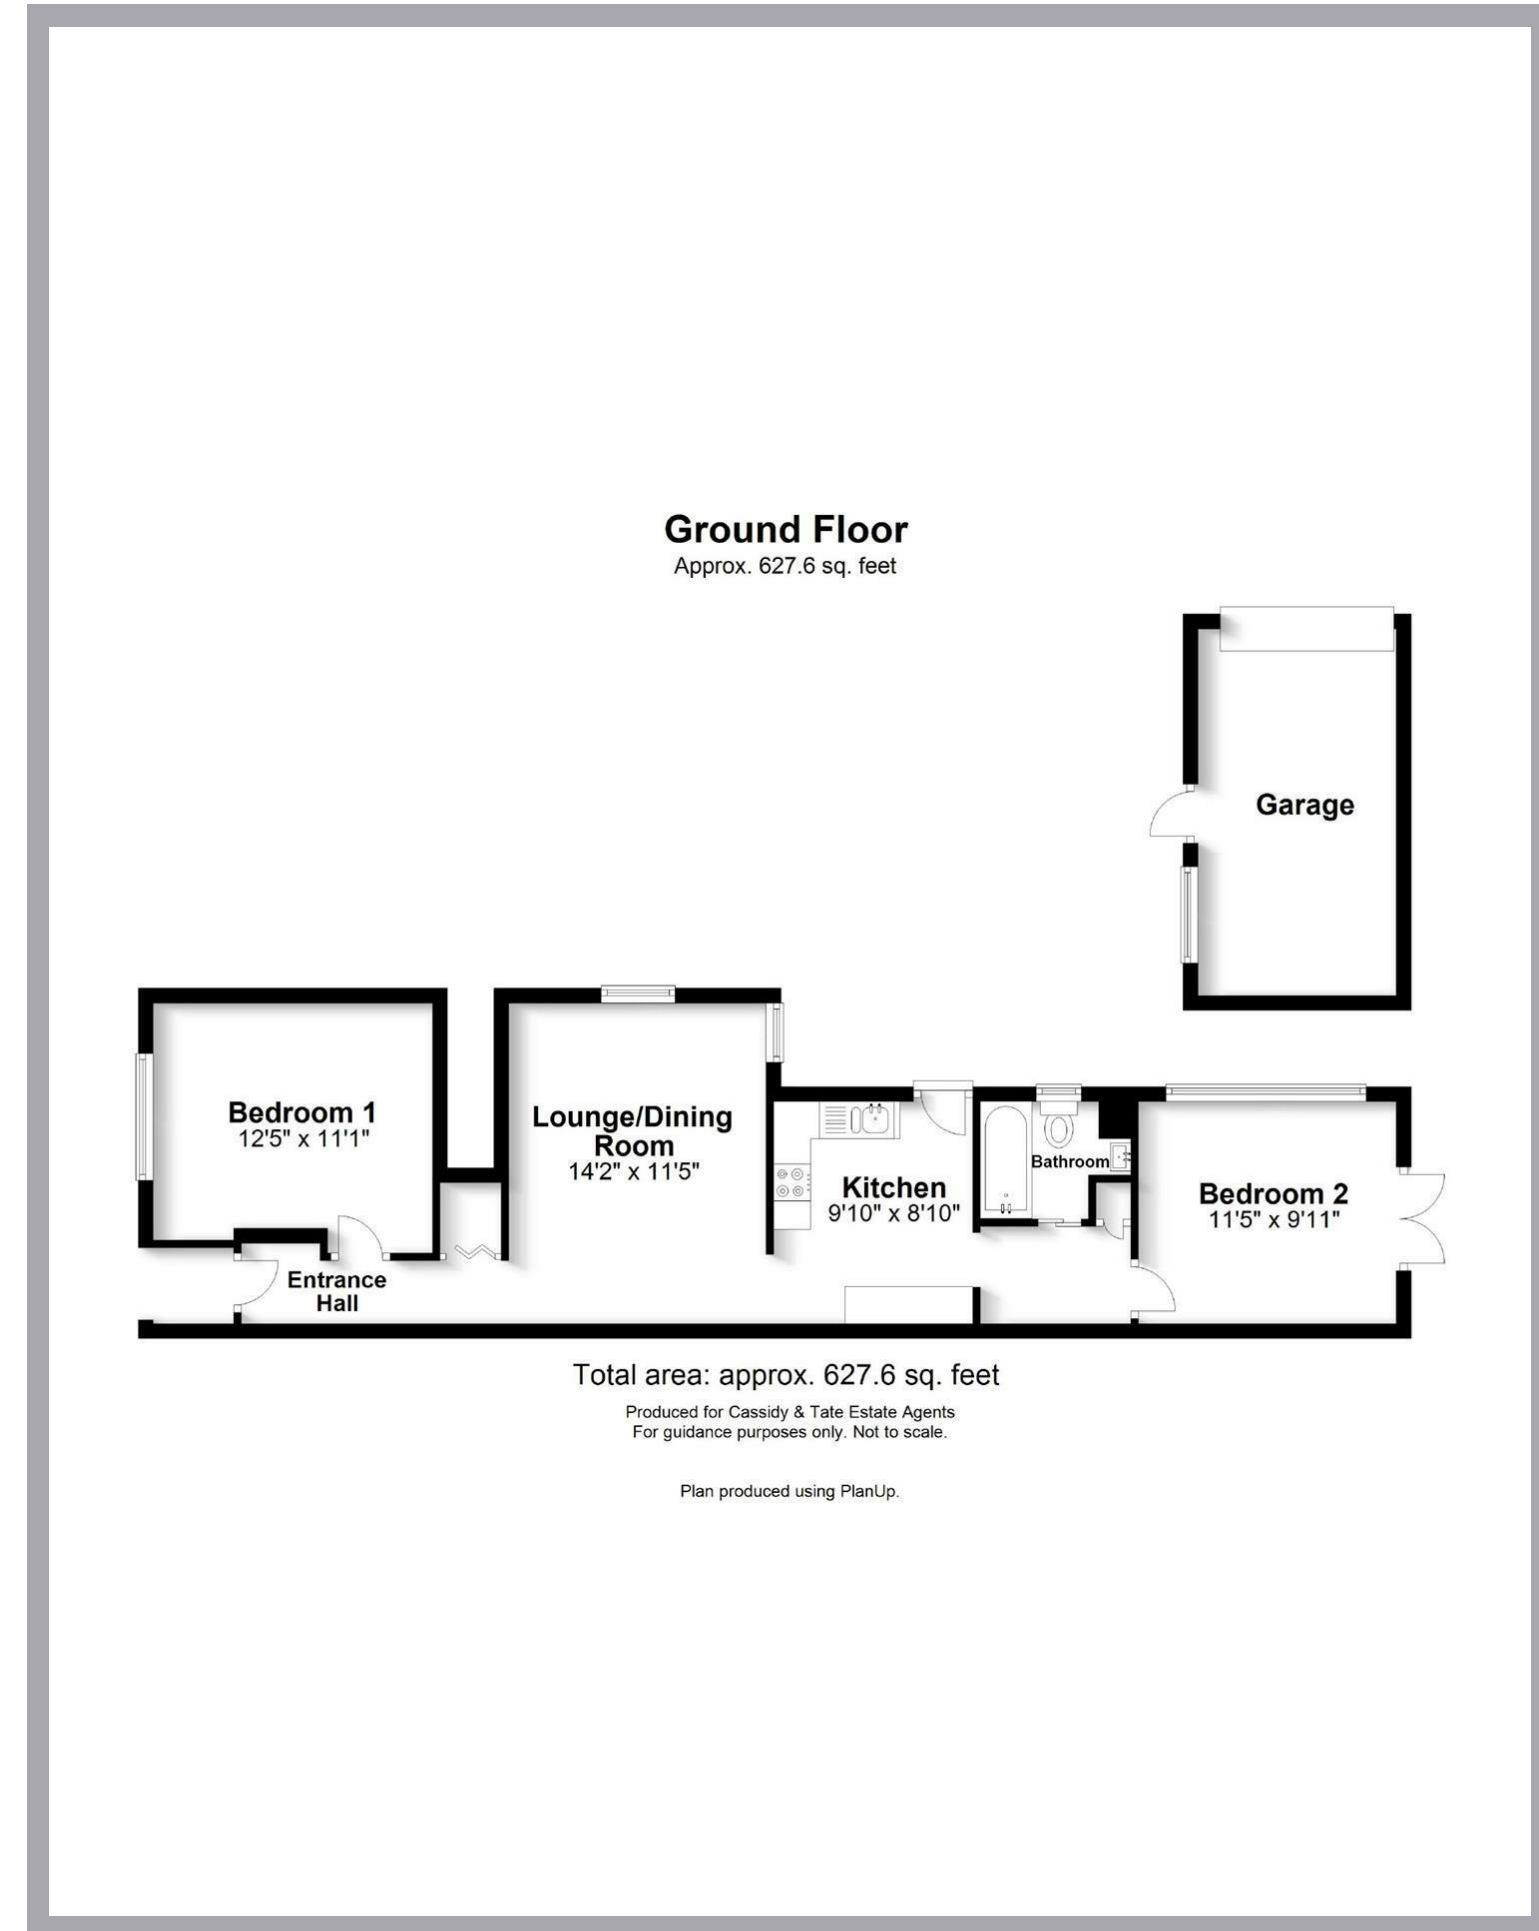 Ground Floor
Approx. 627.6 sq. feet
Garage
Bedroom 1
12'5" x 11'1"
Lounge/Dining
Room
14'2" x 11'5"
Kitchen
9'10" x 8'10"
Bathroom
Bedroom 2
11'5" x 9'11"
Entrance
Hall
Total area: approx. 627.6 sq. feet
Produced for Cassidy & Tate Estate Agents
For guidance purposes only. Not to scale.
Plan produced using PlanUp.